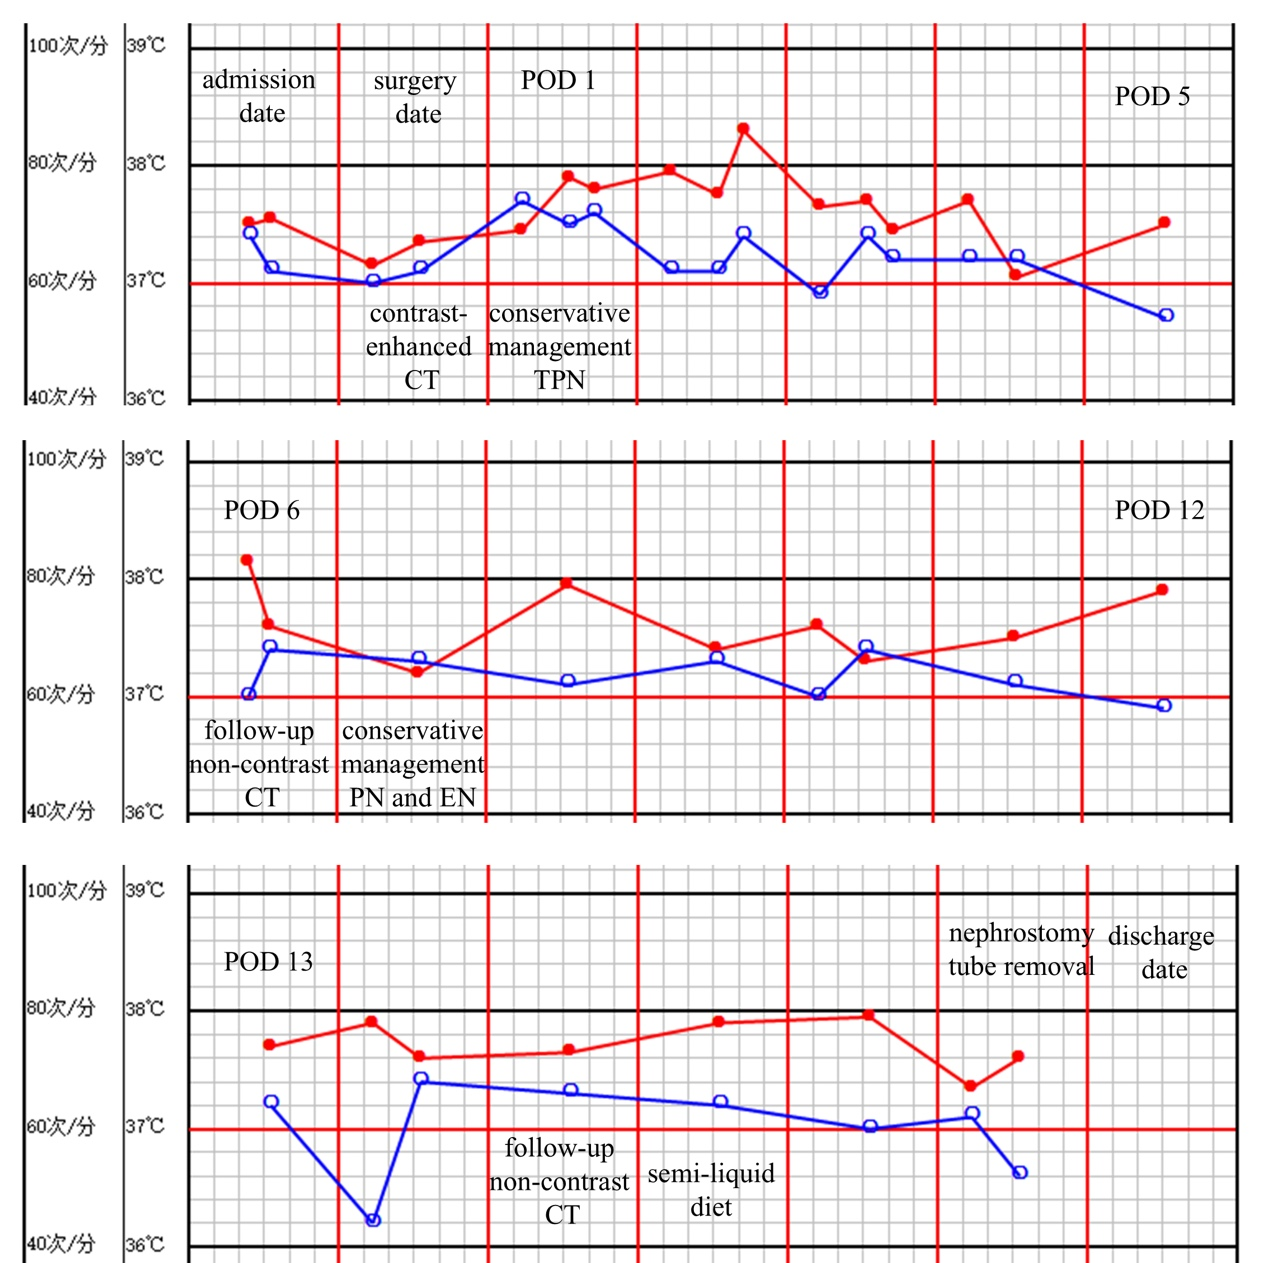 100次/分 39℃
admission
date
surgery
date
POD 1
POD 5
80次/分 38℃
60次/分 37℃
contrast-
enhanced
CT
conservative
management
TPN
40次/分 36℃
100次/分 39℃
POD 6
POD 12
80次/分 38℃
60次/分 37℃
follow-up
non-contrast
CT
conservative
management
PN and EN
40次/分 36℃
100次/分 39℃
POD 13
nephrostomy
tube removal
discharge
date
80次/分 38℃
60次/分 37℃
follow-up
non-contrast
CT
semi-liquid
diet
40次/分 36℃